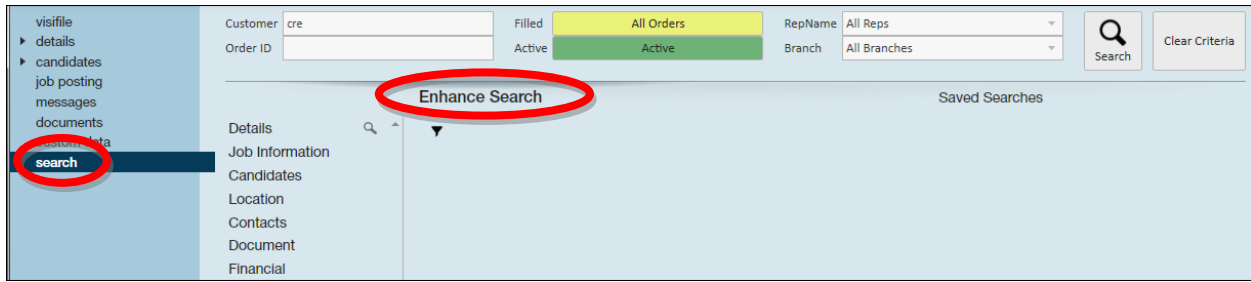 visifile
details
candidates
job posting
messages
documents
custom data
search
Customer cre Filled All Orders RepName All Reps
Order ID Active Active Branch All Branches
Search
Clear Criteria
Enhance Search Saved Searches
Details
Job Information
Candidates
Location
Contacts
Document
Financial